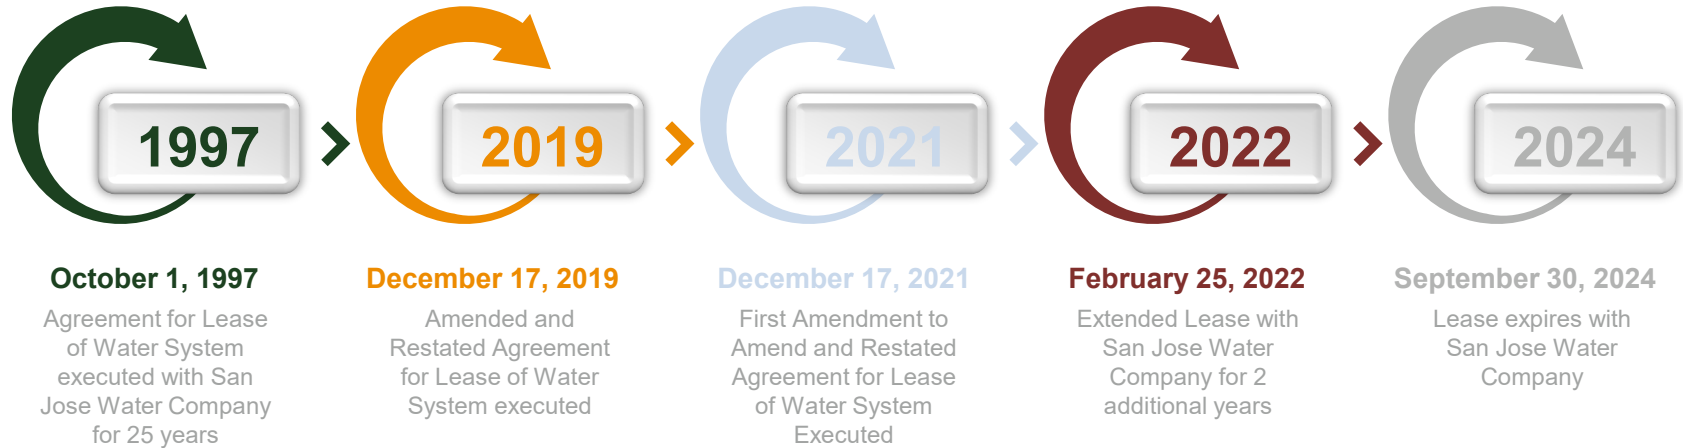 1997
2019
2021
2022
2024
October 1, 1997
Agreement for Lease
of Water System
executed with San
Jose Water Company
for 25 years
December 17, 2019
Amended and
Restated Agreement
for Lease of Water
System executed
December 17, 2021
First Amendment to
Amend and Restated
Agreement for Lease
of Water System
Executed
February 25, 2022
Extended Lease with
San Jose Water
Company for 2
additional years
September 30, 2024
Lease expires with
San Jose Water
Company